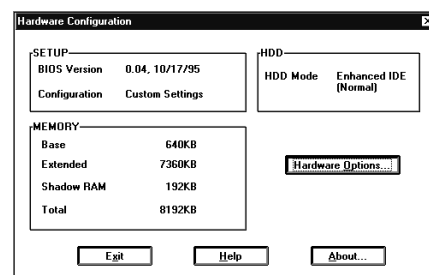 Hardware Configuration
SETUP
BIOS Version 0.04, 10/17/95
Configuration Custom Settings
HDD
HDD Mode Enhanced IDE
(Normal)
MEMORY
Base 640KB
Extended 7360KB
Shadow RAM 192KB
Total 8192KB
Hardware Options...
Exit Help About...